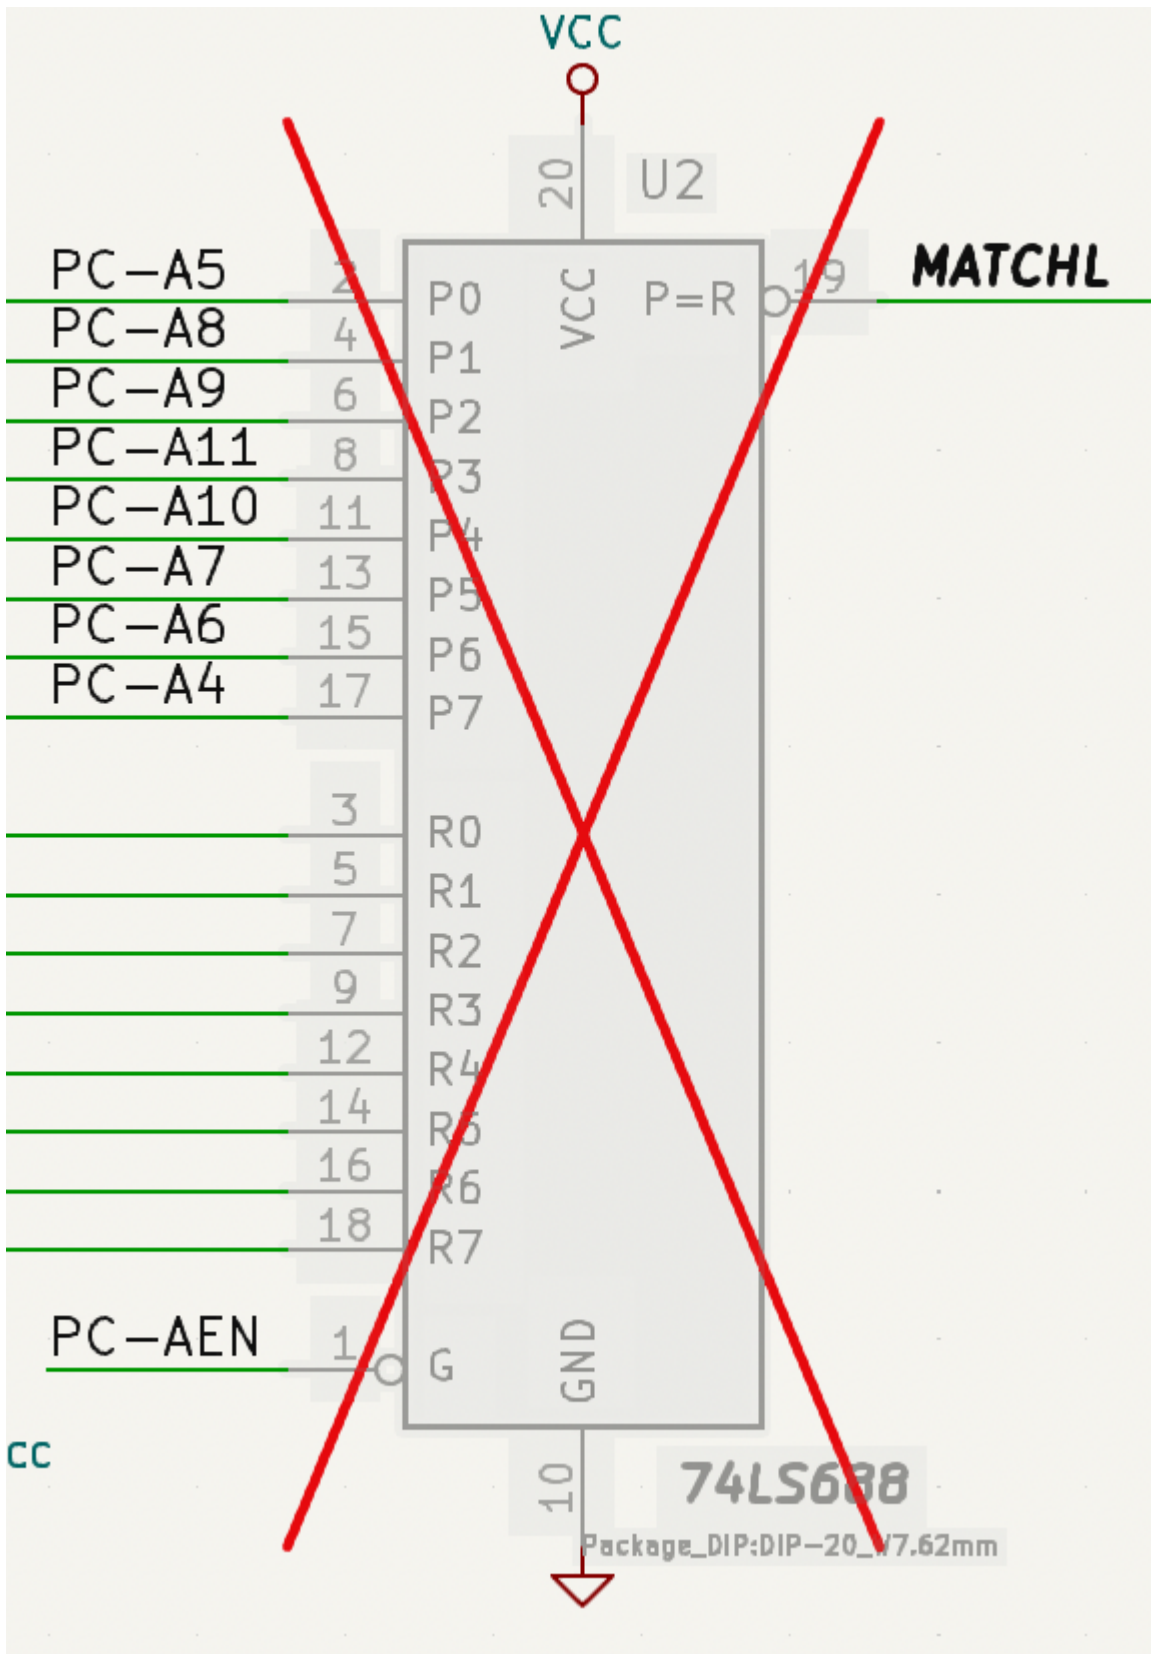 VCC
20
U2
PC-A5 2 P0 VCC P=R 19 MATCHL
PC-A8 4 P1
PC-A9 6 P2
PC-A11 8 P3
PC-A10 11 P4
PC-A7 13 P5
PC-A6 15 P6
PC-A4 17 P7
3 R0
5 R1
7 R2
9 R3
12 R4
14 R5
16 R6
18 R7
PC-AEN 1 G GND
CC
10
74LS688
Package_DIP:DIP-20_W7.62mm